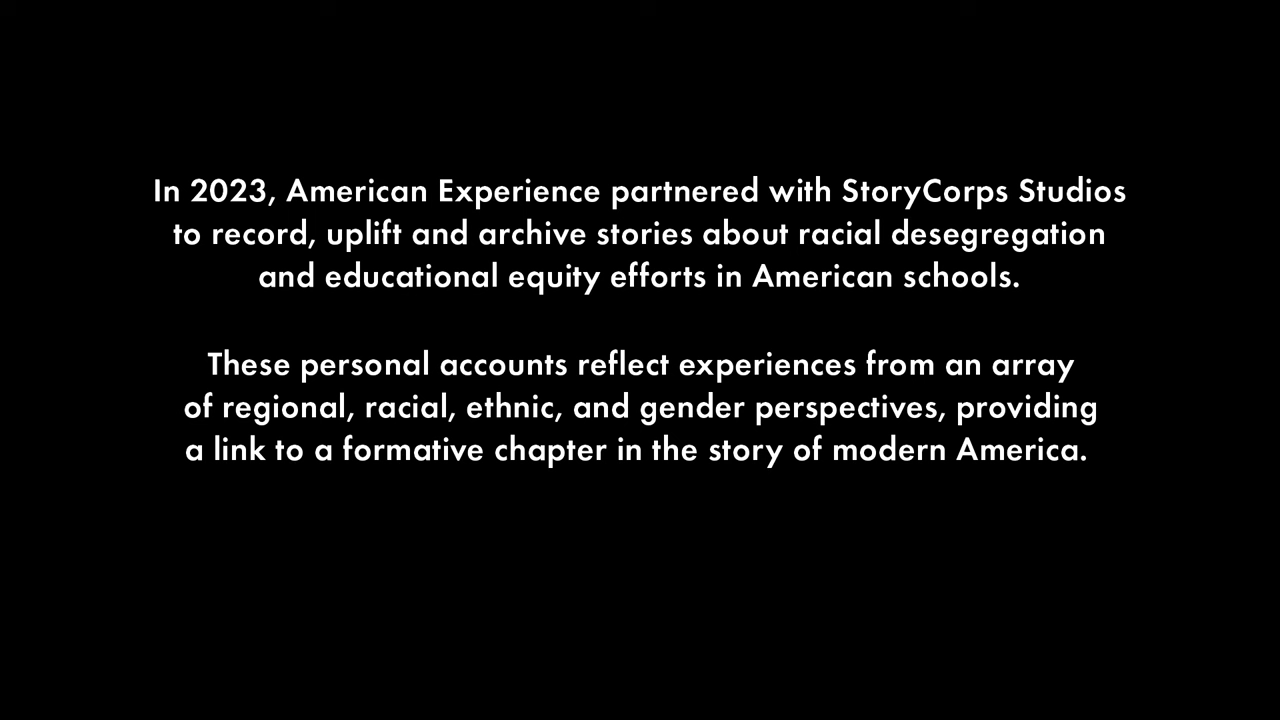 In 2023, American Experience partnered with StoryCorps Studios
to record, uplift and archive stories about racial desegregation
and educational equity efforts in American schools.
These personal accounts reflect experiences from an array
of regional, racial, ethnic, and gender perspectives, providing
a link to a formative chapter in the story of modern America.